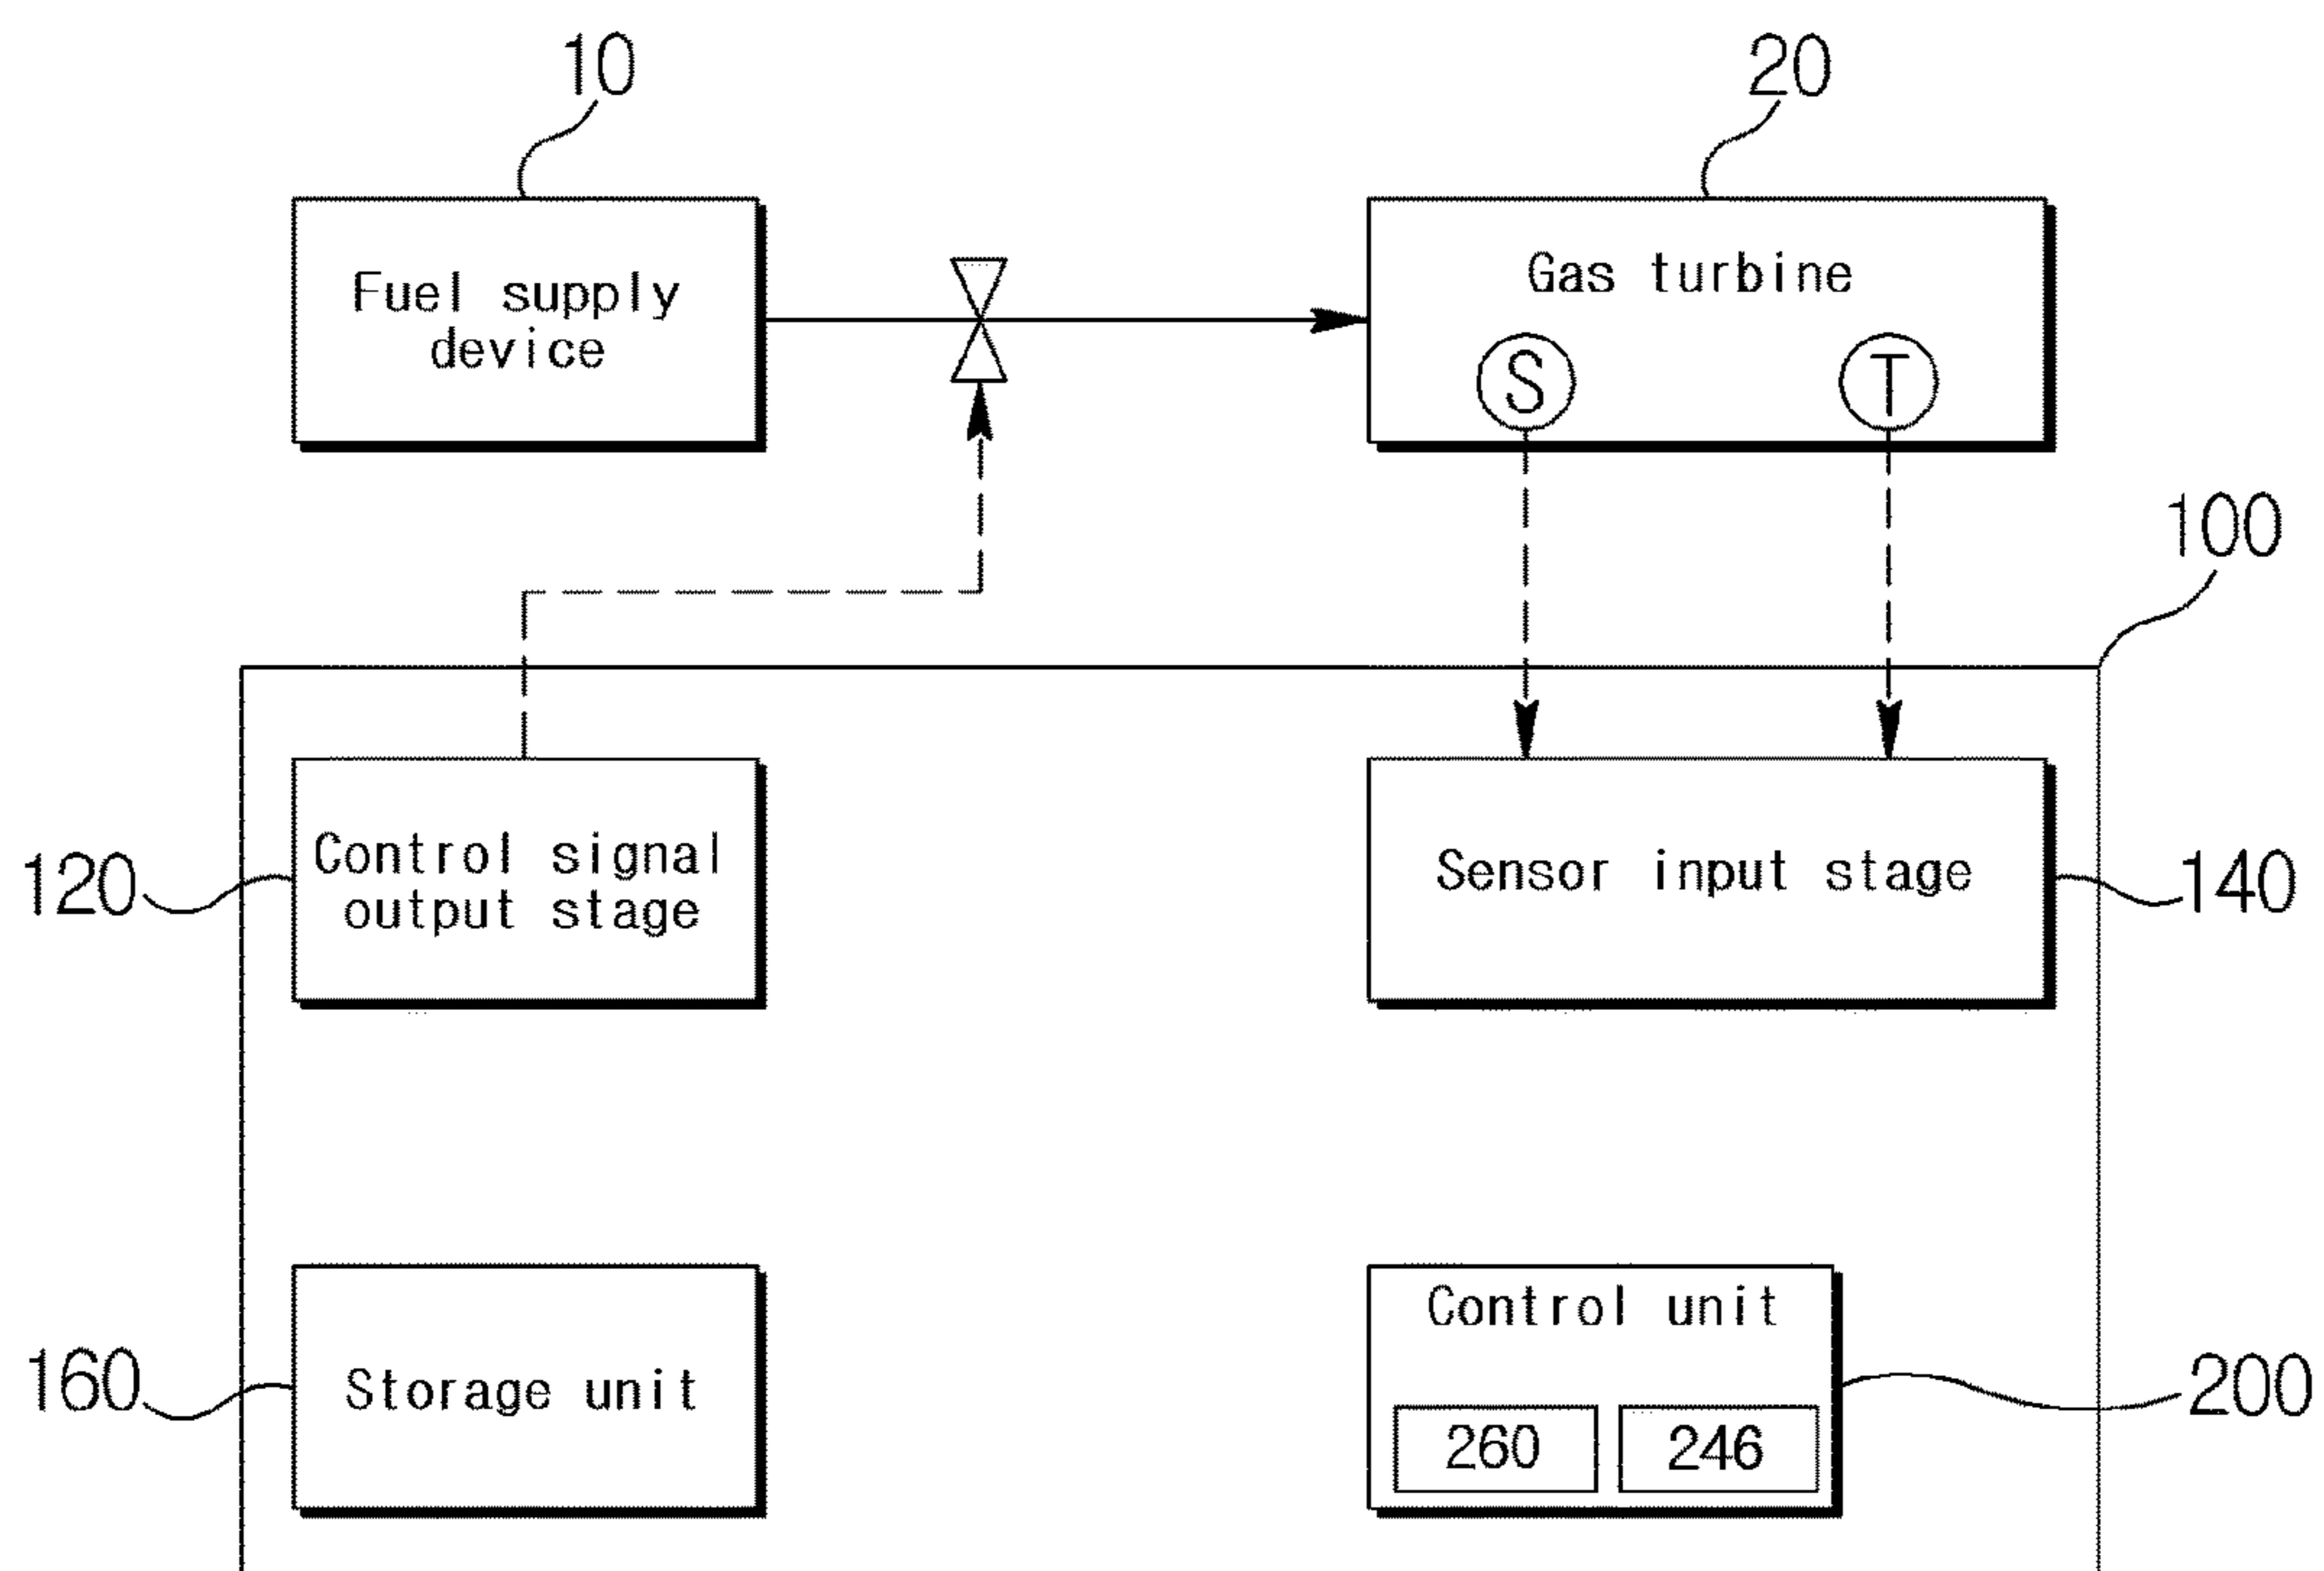 10
20
Fuel supply
device
Gas turbine
S
T
100
Control signal
output stage
120
Sensor input stage
140
Storage unit
160
Control unit
260
246
200